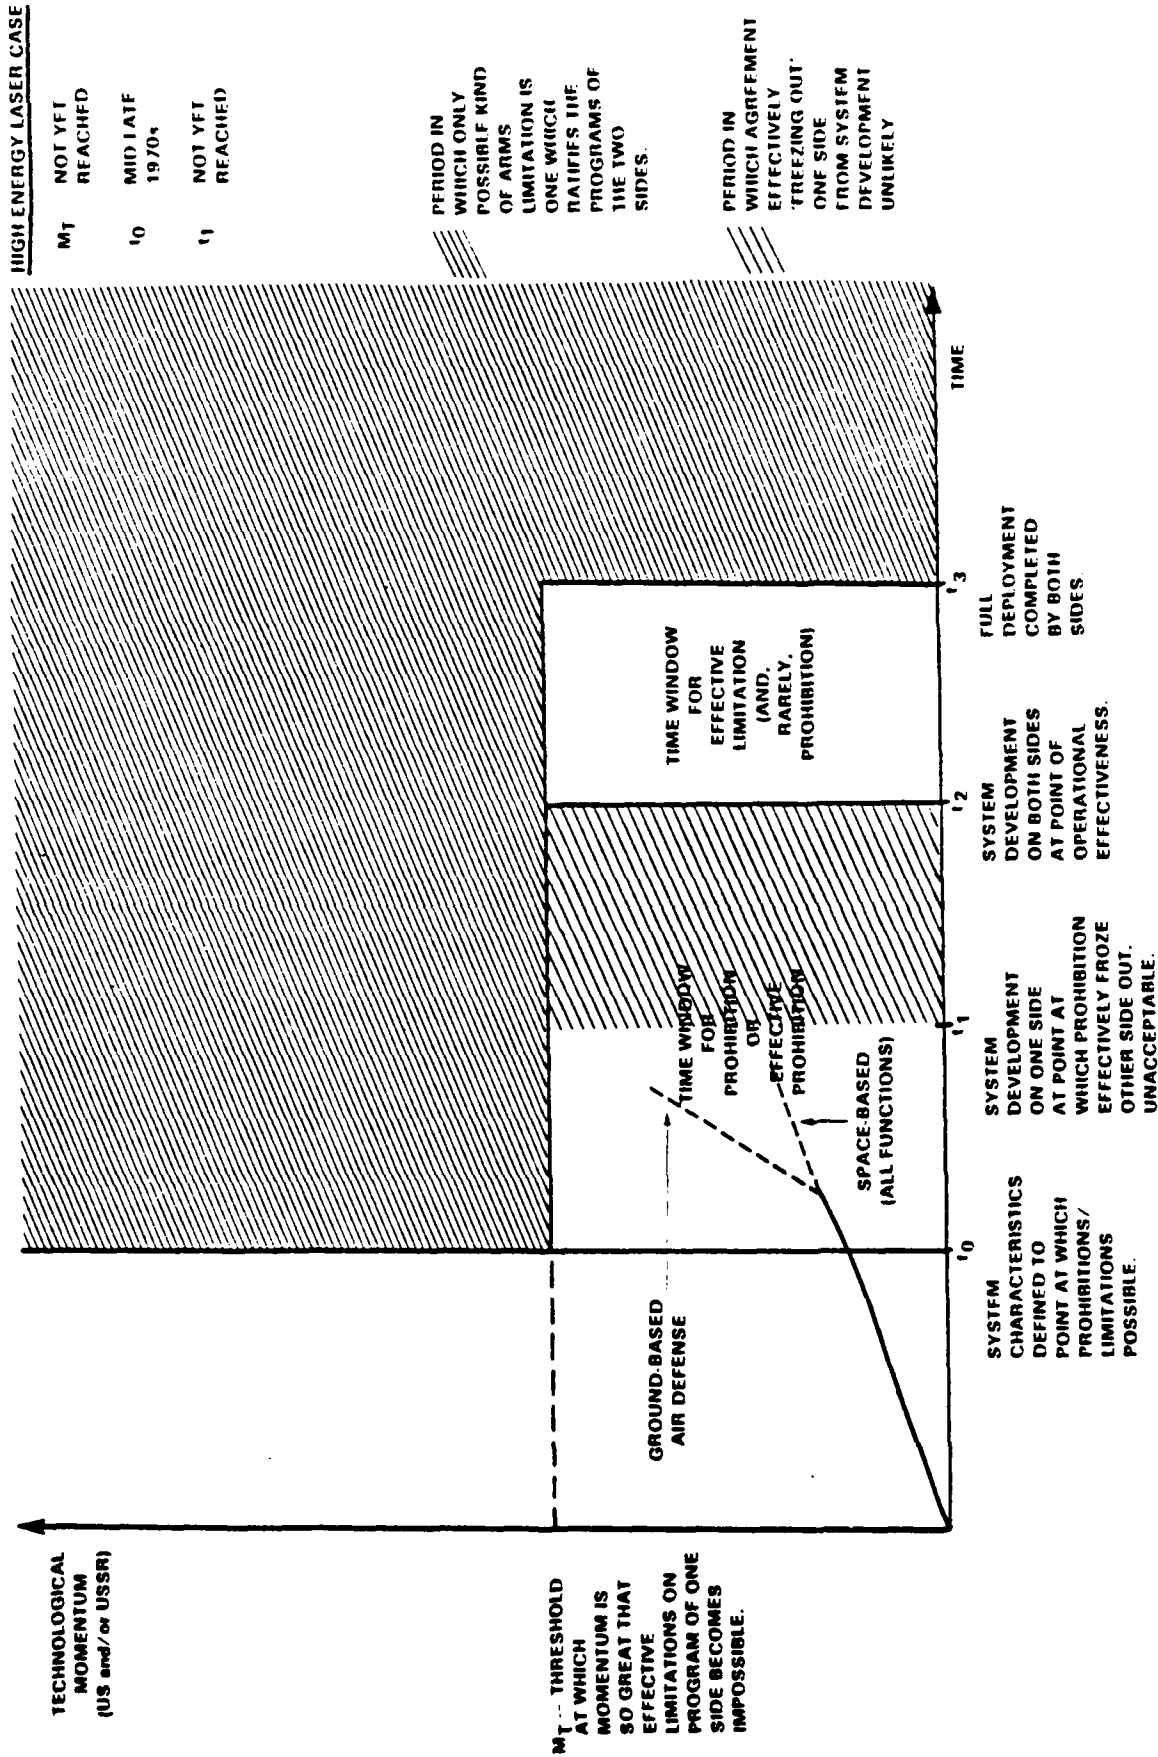 HIGH ENERGY LASER CASE
MT NOT YET
REACHED
t0 MID LATE
1970s
t1 NOT YET
REACHED
TECHNOLOGICAL
MOMENTUM
(US and/or USSR)
PERIOD IN
WHICH ONLY
POSSIBLE KIND
OF ARMS
LIMITATION IS
ONE WHICH
RATIFIES THE
PROGRAMS OF
THE TWO
SIDES.
PERIOD IN
WHICH AGREEMENT
EFFECTIVELY
'FREEZING OUT'
ONE SIDE
FROM SYSTEM
DEVELOPMENT
UNLIKELY
MT -- THRESHOLD
AT WHICH
MOMENTUM IS
SO GREAT THAT
EFFECTIVE
LIMITATIONS ON
PROGRAM OF ONE
SIDE BECOMES
IMPOSSIBLE.
GROUND-BASED
AIR DEFENSE
TIME WINDOW
FOR
PROHIBITION
OR
EFFECTIVE
PROHIBITION
SPACE-BASED
(ALL FUNCTIONS)
TIME WINDOW
FOR
EFFECTIVE
LIMITATION
(AND,
RARELY,
PROHIBITION)
t0
t1
t2
t3
TIME
SYSTEM
CHARACTERISTICS
DEFINED TO
POINT AT WHICH
PROHIBITIONS/
LIMITATIONS
POSSIBLE.
SYSTEM
DEVELOPMENT
ON ONE SIDE
AT POINT AT
WHICH PROHIBITION
EFFECTIVELY FROZE
OTHER SIDE OUT.
UNACCEPTABLE.
SYSTEM
DEVELOPMENT
ON BOTH SIDES
AT POINT OF
OPERATIONAL
EFFECTIVENESS.
FULL
DEPLOYMENT
COMPLETED
BY BOTH
SIDES.